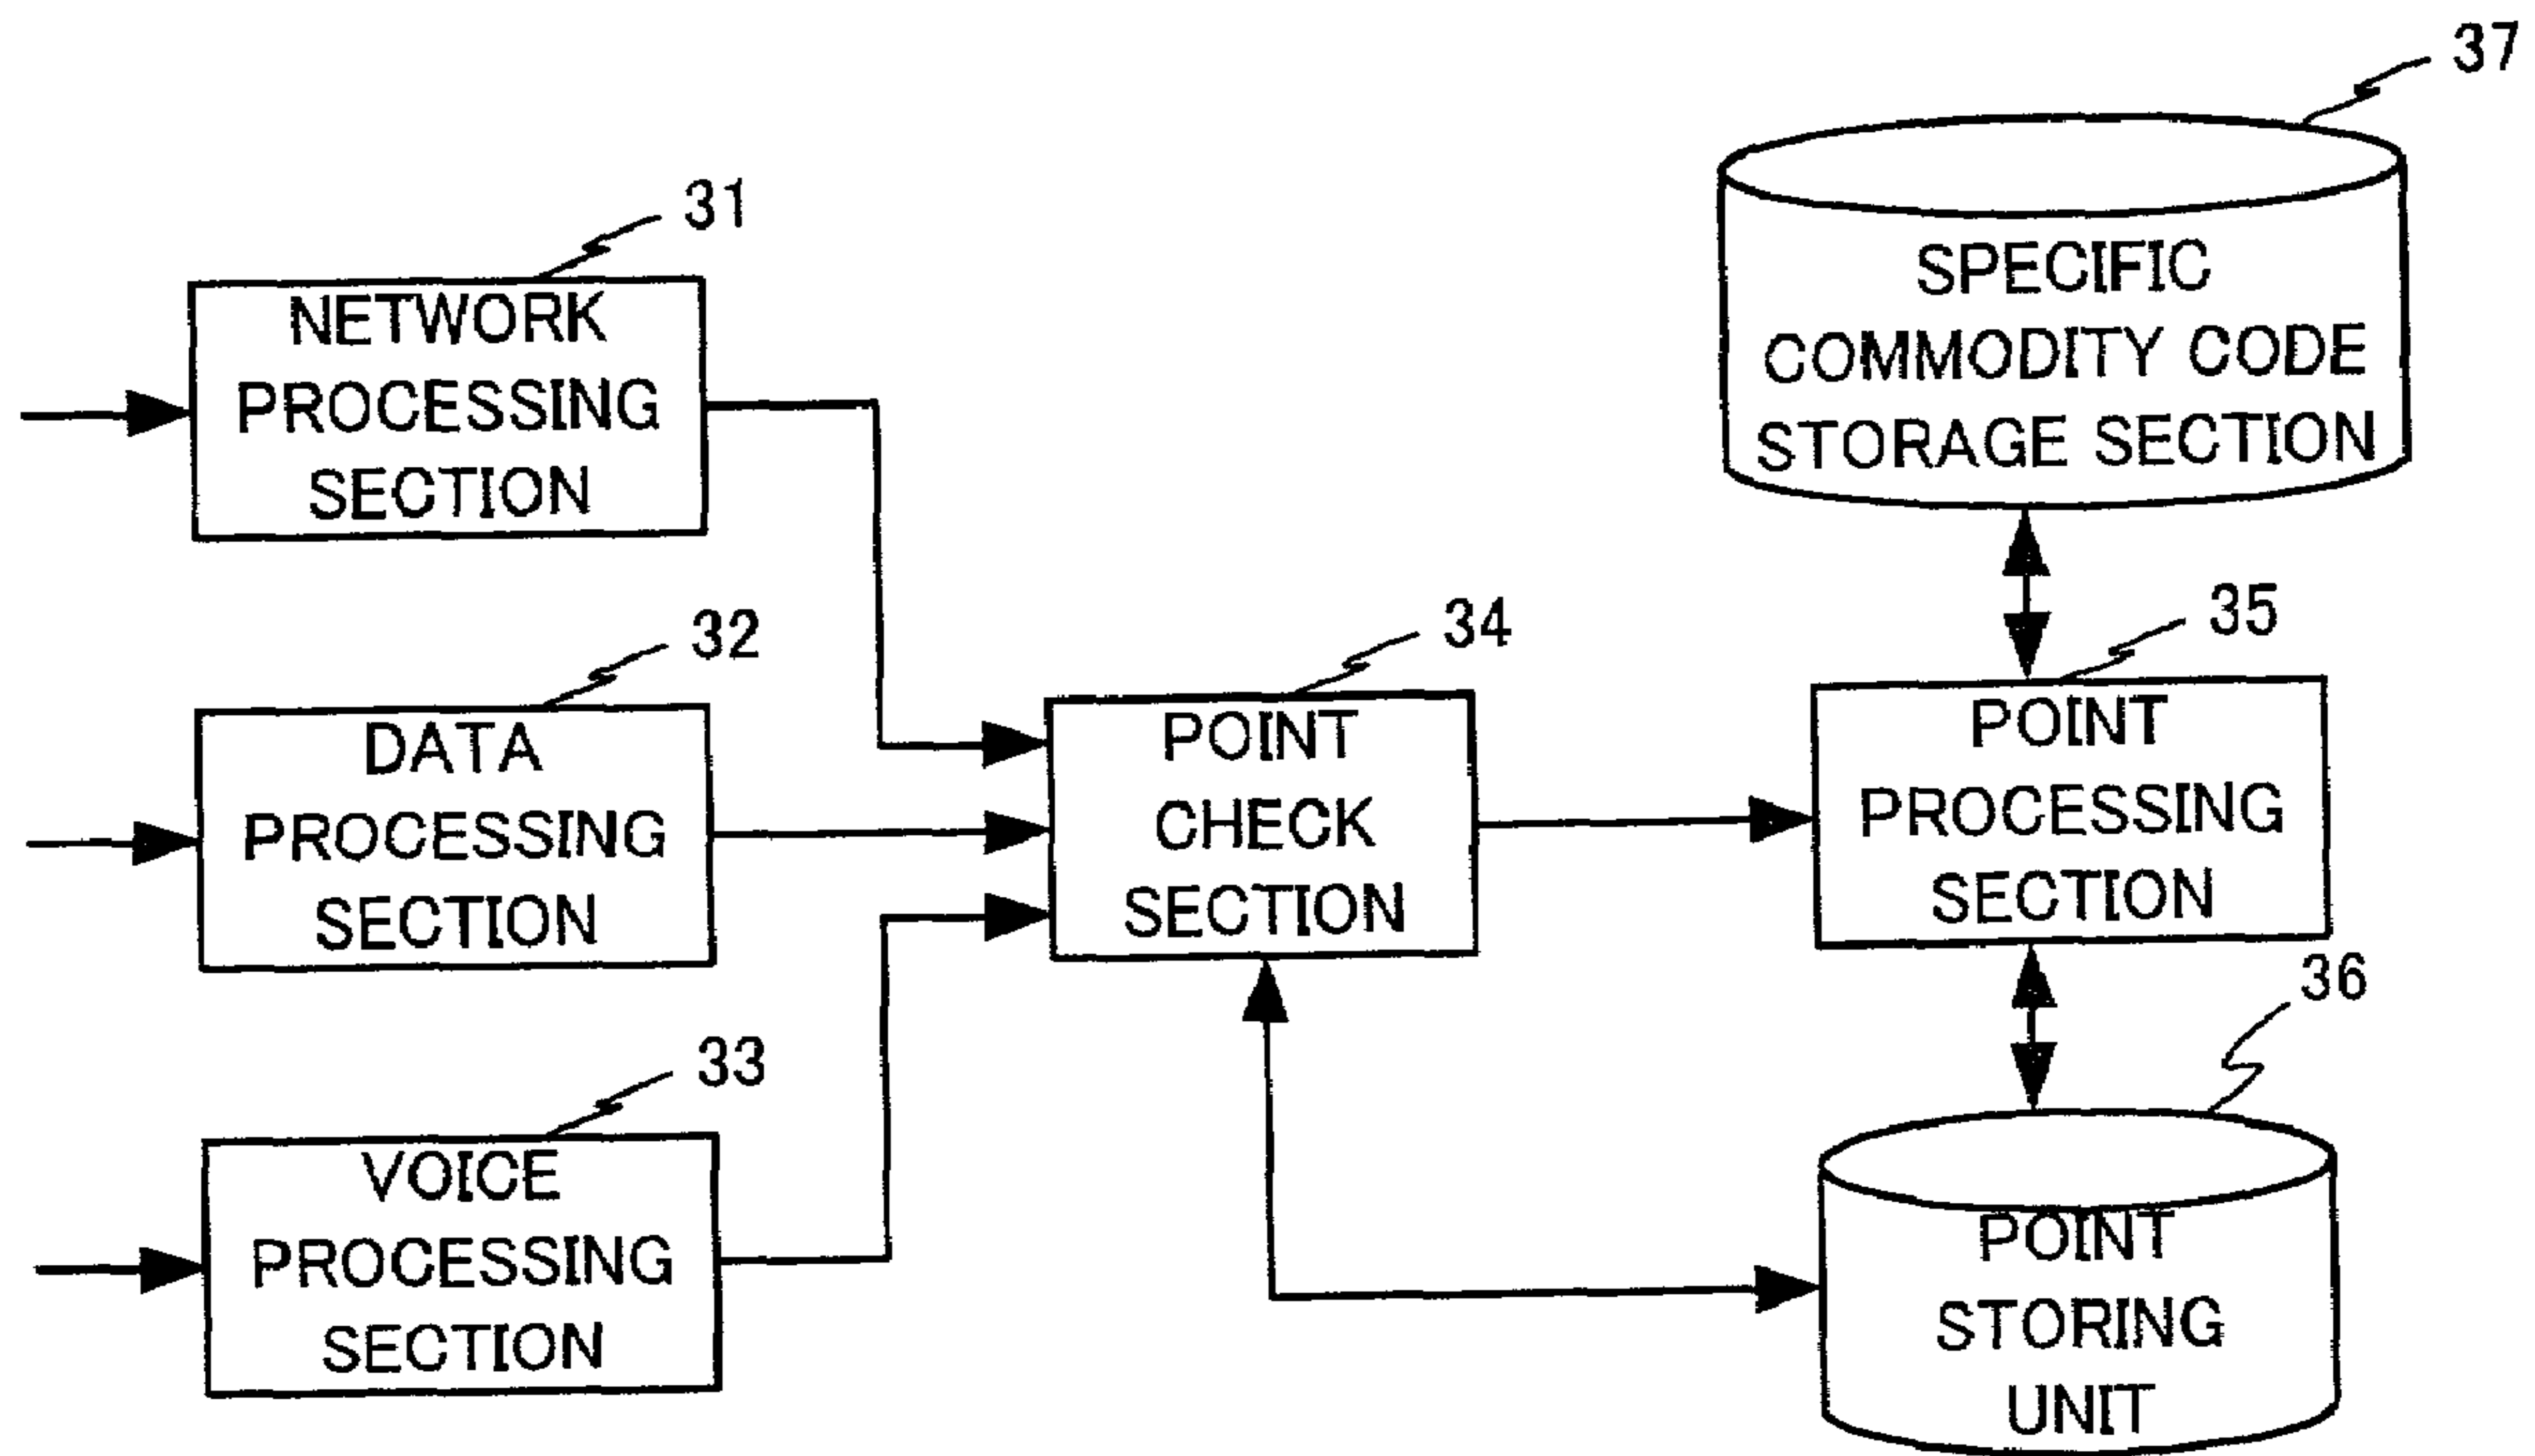 37
SPECIFIC
COMMODITY CODE
STORAGE SECTION
31
NETWORK
PROCESSING
SECTION
32
DATA
PROCESSING
SECTION
33
VOICE
PROCESSING
SECTION
34
POINT
CHECK
SECTION
35
POINT
PROCESSING
SECTION
36
POINT
STORING
UNIT